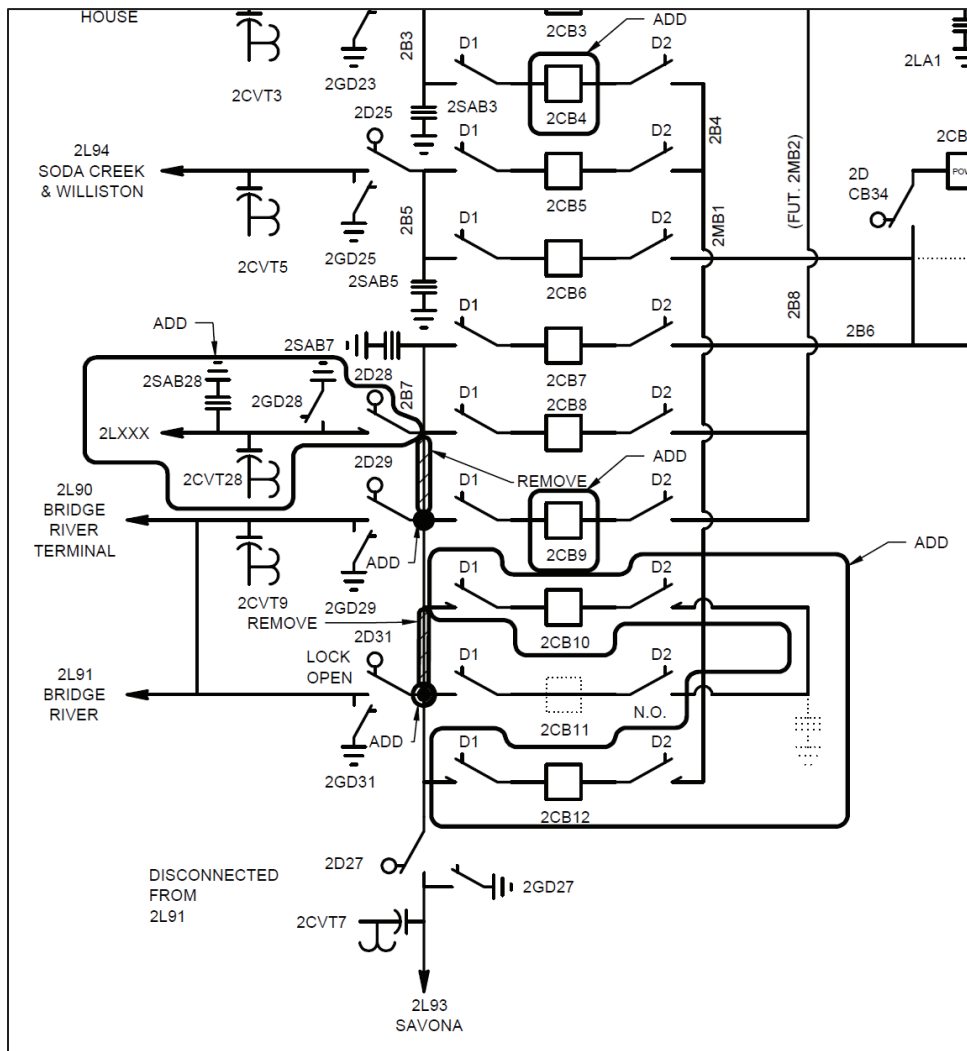 HOUSE
2CVT3
2GD23
2B3
2SAB3
D1
2CB3
ADD
D2
2CB4
2LA1
2B4
2D25
2L94
SODA CREEK
& WILLISTON
2CVT5
2GD25
2B5
D1
2CB5
D2
2MB1
(FUT. 2MB2)
2D
CB34
2CB
POW
2SAB5
D1
2CB6
D2
2B8
D1
2CB7
D2
2B6
ADD
2SAB7
2SAB28
2GD28
2D28
2B7
D1
2CB8
D2
2LXXX
2CVT28
2D29
REMOVE
ADD
2L90
BRIDGE
RIVER
TERMINAL
D1
2CB9
D2
ADD
2CVT9
2GD29
ADD
REMOVE
2D31
D1
2CB10
D2
LOCK
OPEN
2L91
BRIDGE
RIVER
D1
2CB11
D2
N.O.
ADD
2GD31
D1
2CB12
D2
2D27
DISCONNECTED
FROM
2L91
2GD27
2CVT7
2L93
SAVONA